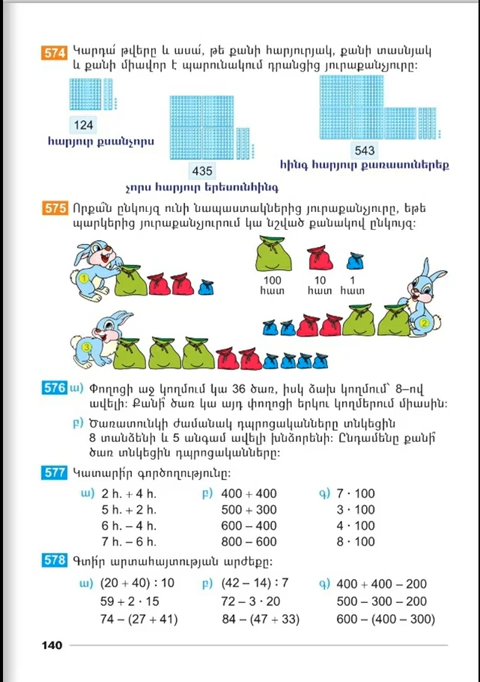 574 Կարդա՛ թվերը և ասա՛, թե քանի հարյուրյակ, քանի տասնյակ
և քանի միավոր է պարունակում դրանցից յուրաքանչյուրը:
124
հարյուր քսանչորս
435
չորս հարյուր երեսունհինգ
543
հինգ հարյուր քառասուներեք
575 Որքա՞ն ընկույզ ունի նապաստակներից յուրաքանչյուրը, եթե
պարկերից յուրաքանչյուրում կա նշված քանակով ընկույզ:
1
100 հատ
10 հատ
1 հատ
2
3
576 ա) Փողոցի աջ կողմում կա 36 ծառ, իսկ ձախ կողմում՝ 8–ով
ավելի: Քանի՞ ծառ կա այդ փողոցի երկու կողմերում միասին:
բ) Ծառատունկի ժամանակ դպրոցականները տնկեցին
8 տանձենի և 5 անգամ ավելի խնձորենի: Ընդամենը քանի՞
ծառ տնկեցին դպրոցականները:
577 Կատարի՛ր գործողությունը:
ա) 2 հ. + 4 հ. բ) 400 + 400 գ) 7 · 100
5 հ. + 2 հ. 500 + 300 3 · 100
6 հ. – 4 հ. 600 – 400 4 · 100
7 հ. – 6 հ. 800 – 600 8 · 100
578 Գտի՛ր արտահայտության արժեքը:
ա) (20 + 40) : 10 բ) (42 – 14) : 7 գ) 400 + 400 – 200
59 + 2 · 15 72 – 3 · 20 500 – 300 – 200
74 – (27 + 41) 84 – (47 + 33) 600 – (400 – 300)
140